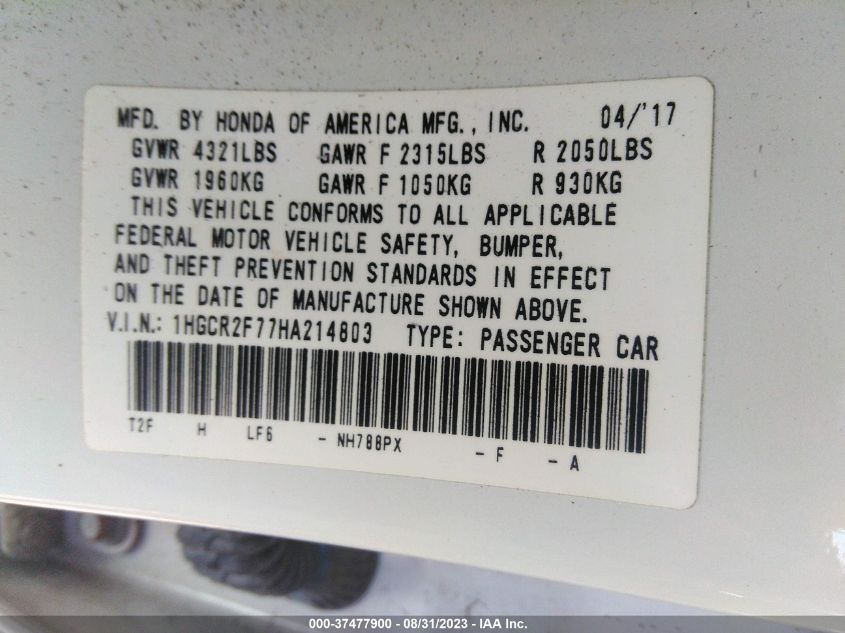 MFD. BY HONDA OF AMERICA MFG., INC. 04/'17
GVWR 4321LBS GAWR F 2315LBS R 2050LBS
GVWR 1960KG GAWR F 1050KG R 930KG
THIS VEHICLE CONFORMS TO ALL APPLICABLE
FEDERAL MOTOR VEHICLE SAFETY, BUMPER,
AND THEFT PREVENTION STANDARDS IN EFFECT
ON THE DATE OF MANUFACTURE SHOWN ABOVE.
V.I.N.: 1HGCR2F77HA214803 TYPE: PASSENGER CAR
T2F H LF6 - NH788PX - F - A
000-37477900 - 08/31/2023 - IAA Inc.